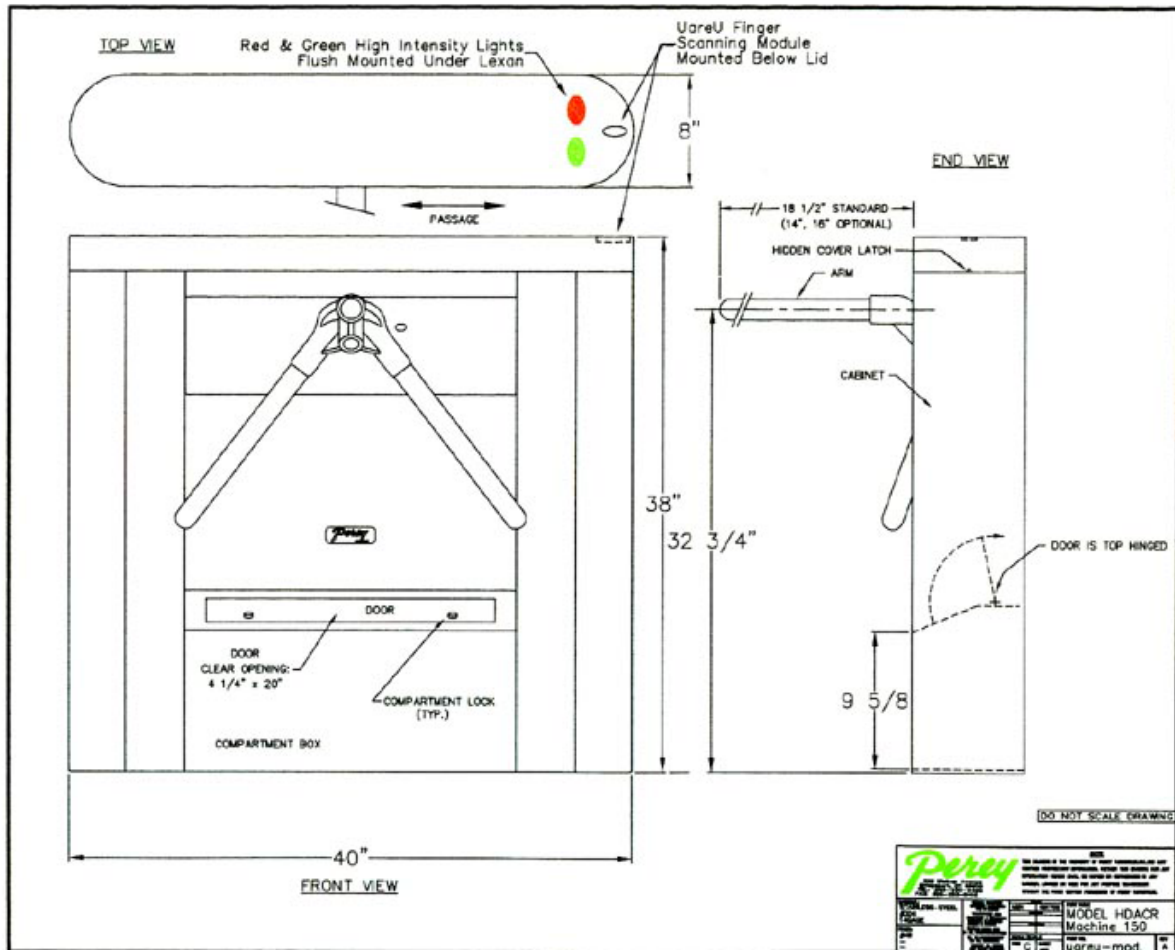 TOP VIEW
Red & Green High Intensity Lights
Flush Mounted Under Lexan
UareU Finger
Scanning Module
Mounted Below Lid
8"
END VIEW
PASSAGE
18 1/2" STANDARD
(14", 16" OPTIONAL)
HIDDEN COVER LATCH
ARM
CABINET
38"
32 3/4"
Perey
DOOR IS TOP HINGED
DOOR
DOOR
CLEAR OPENING:
4 1/4" x 20"
COMPARTMENT LOCK
(TYP.)
9 5/8
COMPARTMENT BOX
DO NOT SCALE DRAWING
40"
FRONT VIEW
Perey
MODEL HDACR
Machine 150
C
uareu-mod
A